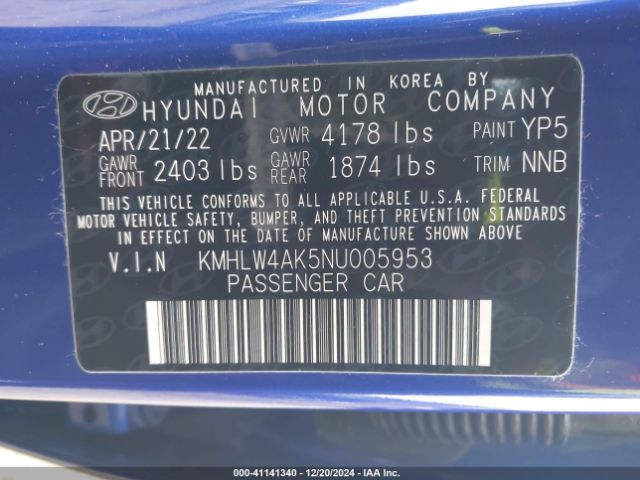 MANUFACTURED IN KOREA BY
HYUNDAI MOTOR COMPANY
APR/21/22 GVWR 4178 lbs PAINT YP5
GAWR FRONT 2403 lbs GAWR REAR 1874 lbs TRIM NNB
THIS VEHICLE CONFORMS TO ALL APPLICABLE U.S.A. FEDERAL
MOTOR VEHICLE SAFETY, BUMPER, AND THEFT PREVENTION STANDARDS
IN EFFECT ON THE DATE OF MANUFACTURE SHOWN ABOVE.
V.I.N KMHLW4AK5NU005953
PASSENGER CAR
000-41141340 - 12/20/2024 - IAA Inc.